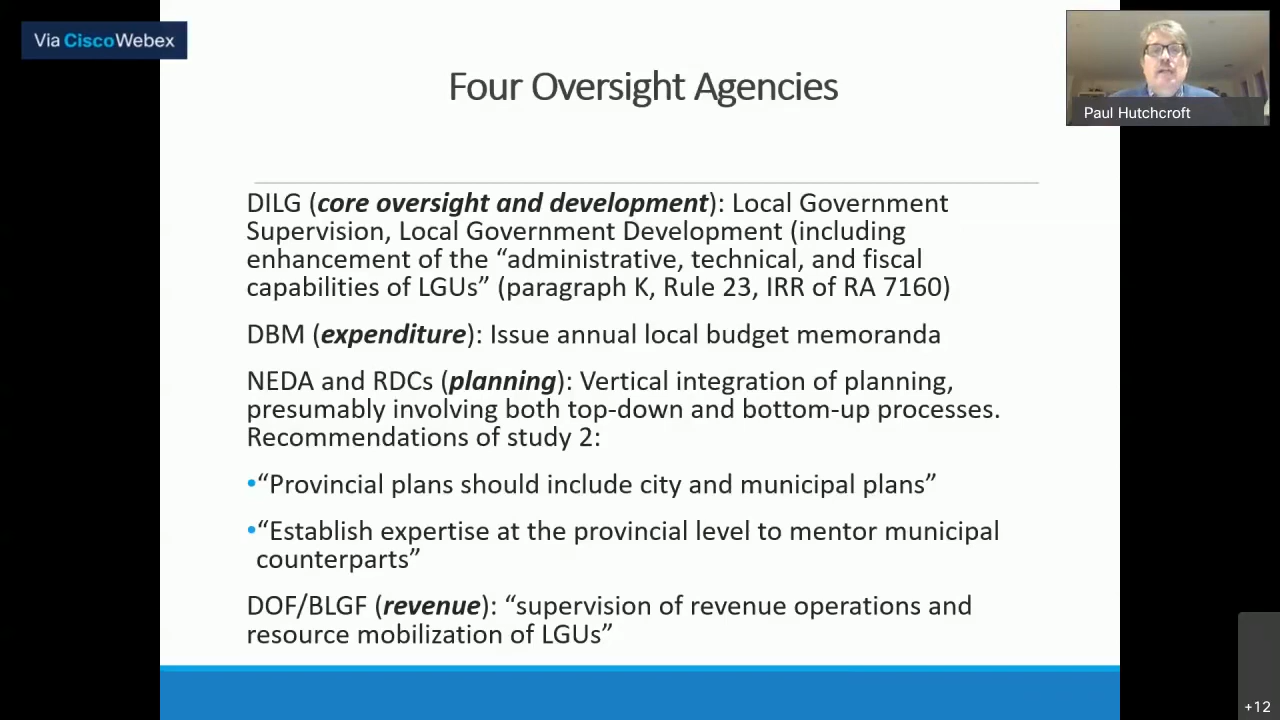 Via CiscoWebex
Four Oversight Agencies
Paul Hutchcroft
DILG (core oversight and development): Local Government
Supervision, Local Government Development (including
enhancement of the “administrative, technical, and fiscal
capabilities of LGUs” (paragraph K, Rule 23, IRR of RA 7160)
DBM (expenditure): Issue annual local budget memoranda
NEDA and RDCs (planning): Vertical integration of planning,
presumably involving both top-down and bottom-up processes.
Recommendations of study 2:
•“Provincial plans should include city and municipal plans”
•“Establish expertise at the provincial level to mentor municipal
counterparts”
DOF/BLGF (revenue): “supervision of revenue operations and
resource mobilization of LGUs”
+12